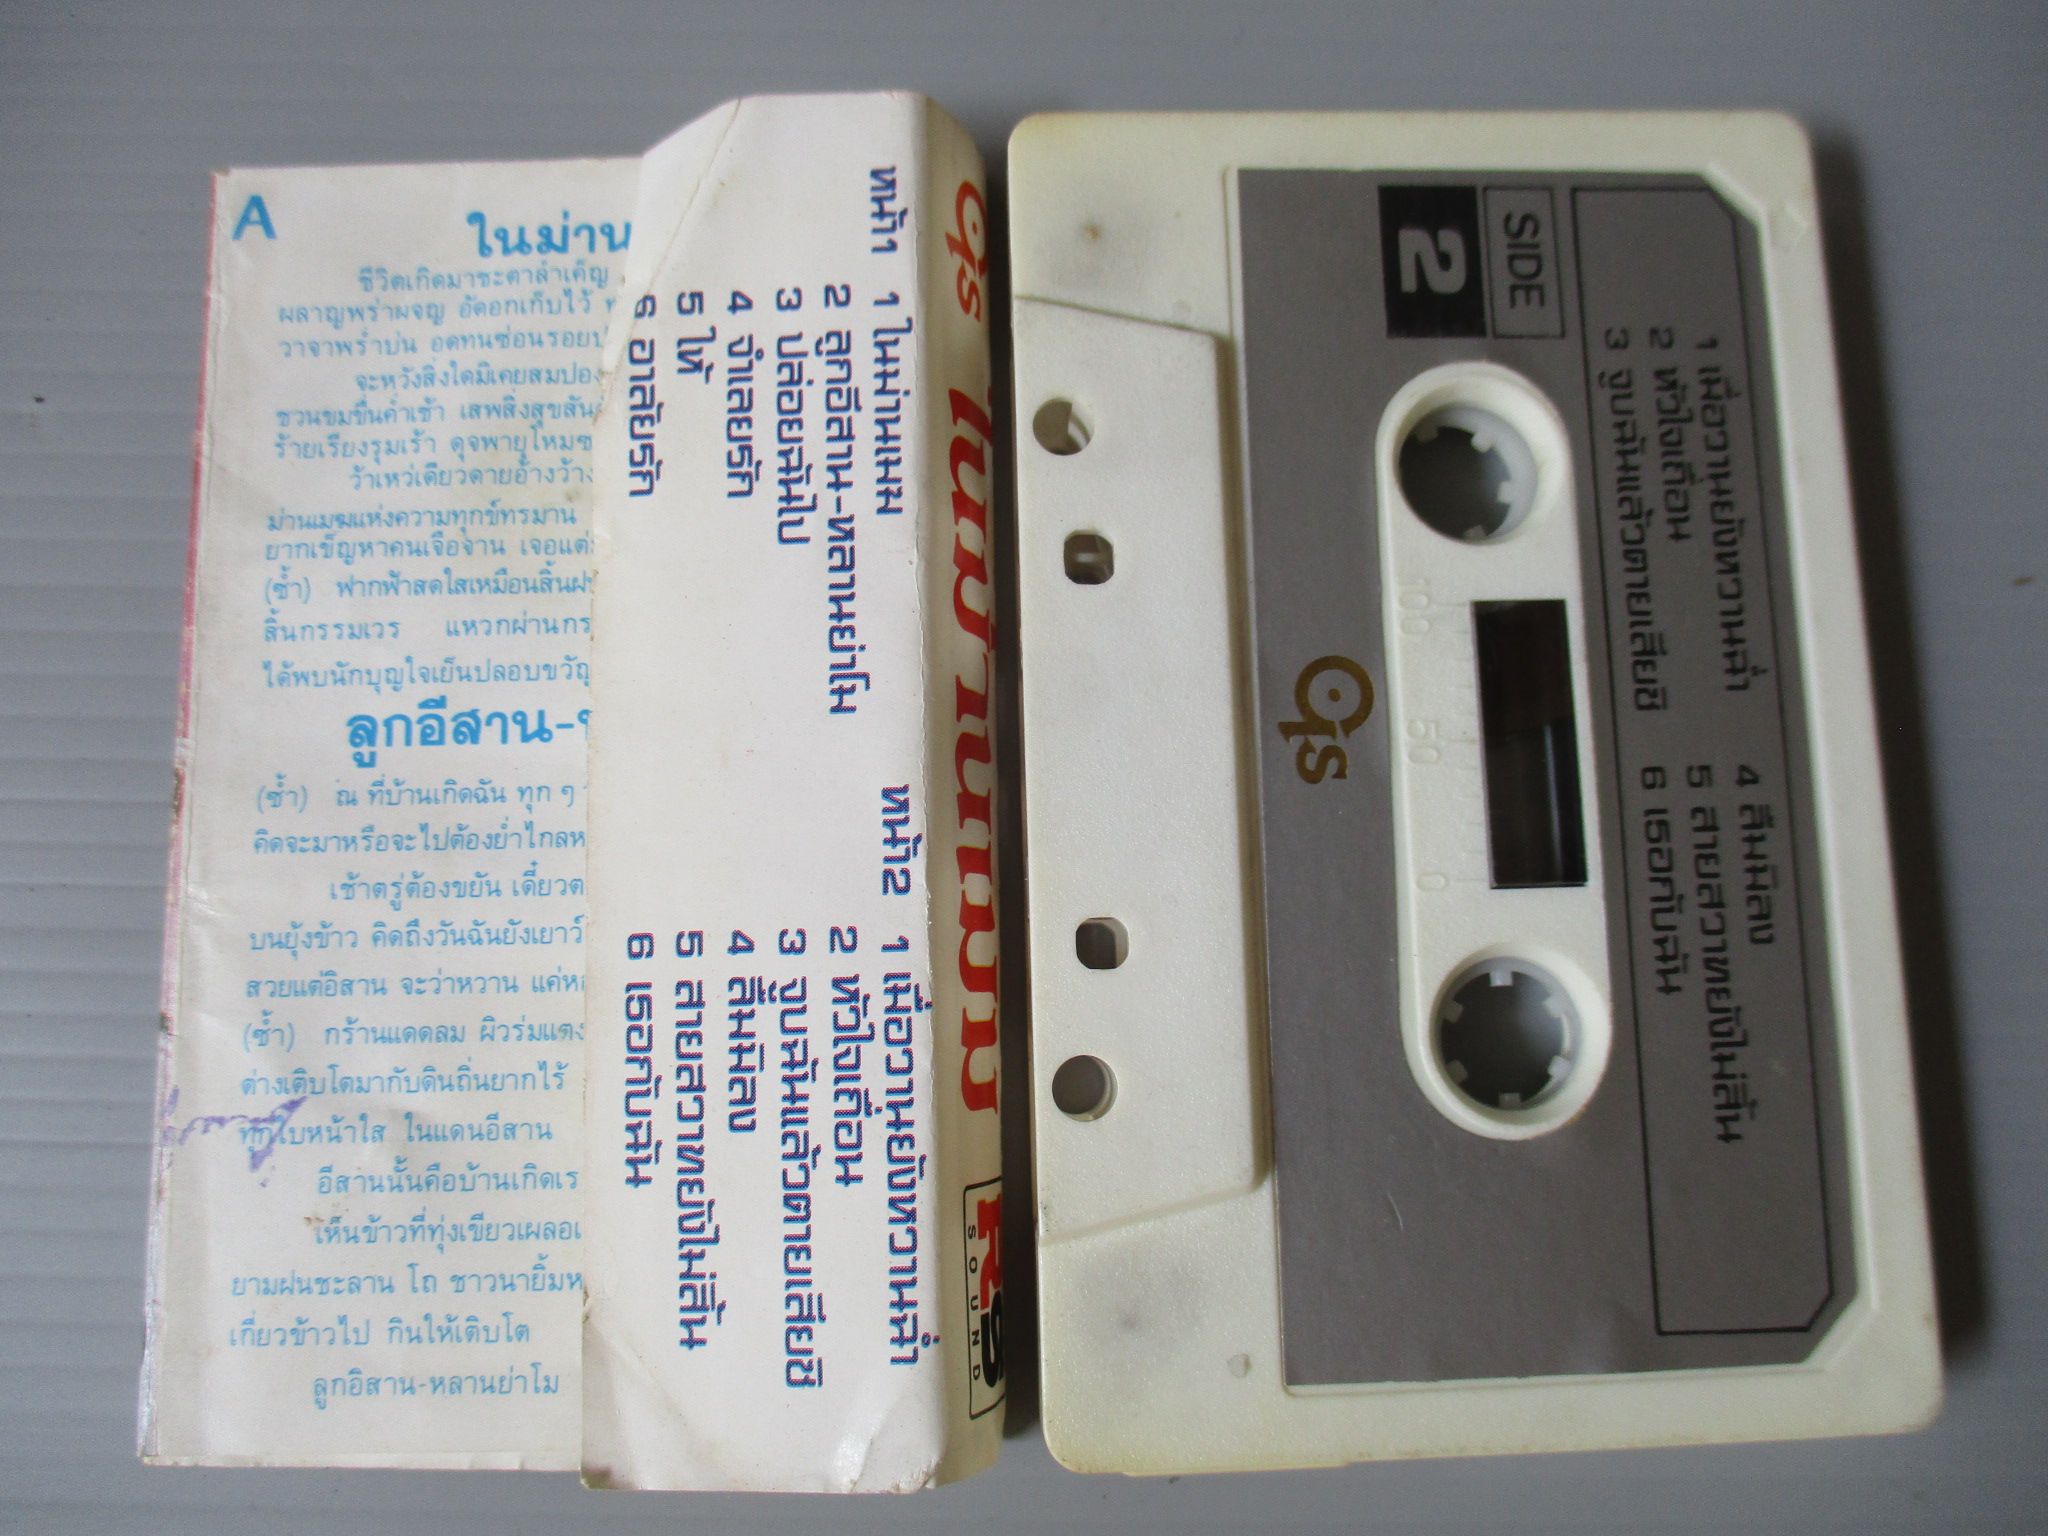 A
ในม่าน
ชีวิตเกิดมาชะตาลำเค็ญ
ผลาญพร่าผจญ อัดอกเก็บไว้
วาจาพร่ำบ่น อดทนซ่อนรอย
จะหวังสิ่งใดมิเคยสมปอง
ชวนขมขื่นค่ำเช้า เสพสิ่งสุขสัน
ร้ายเรียงรุมเร้า ดุจพายุโหม
ว้าเหว่เดียวดายอ้างว้าง
ม่านเมฆแห่งความทุกข์ทรมาน
ยากเข็ญหาคนเจือจาน เจอแต่
(ซ้ำ) ฟากฟ้าสดใสเหมือนสิ้น
สิ้นกรรมเวร แหวกผ่าน
ได้พบนักบุญใจเย็นปลอบขวัญ
ลูกอีสาน-
(ซ้ำ) ณ ที่บ้านเกิดฉัน ทุก ๆ
คิดจะมาหรือจะไปต้องย่ำไกล
เช้าตรู่ต้องขยัน เดี๋ยว
บนยุ้งข้าว คิดถึงวันฉันยังเยาว์
สวยแต่อีสาน จะว่าหวาน แค่
(ซ้ำ) กร้านแดดลม ผิวร่มแดง
ต่างเติบโตมากับดินถิ่นยากไร้
ทุกใบหน้าใส ในแดนอีสาน
อีสานนั้นคือบ้านเกิดเร
เห็นข้าวที่ทุ่งเขียวเผลอ
ยามฝนชะลาน โถ ชาวนายิ้ม
เกี่ยวข้าวไป กินให้เติบโต
ลูกอีสาน-หลานย่าโม
หน้า1
1 ในม่านเมฆ
2 ลูกอีสาน-หลานย่าโม
3 ปล่อยฉันไป
4 จำเลยรัก
5 ไห้
6 อาลัยรัก
หน้า2
1 เมื่อวานยังหวานล้ำ
2 หัวใจเถื่อน
3 จูบฉันแล้วตายเสียซิ
4 ลืมมิลง
5 สายสวาทยังไม่สิ้น
6 เธอกับฉัน
ในม่านเมฆ
RS
SOUND
SIDE
2
1 เมื่อวานยังหวานล้ำ
2 หัวใจเถื่อน
3 จูบฉันแล้วตายเสียซิ
4 ลืมมิลง
5 สายสวาทยังไม่สิ้น
6 เธอกับฉัน
100
50
0